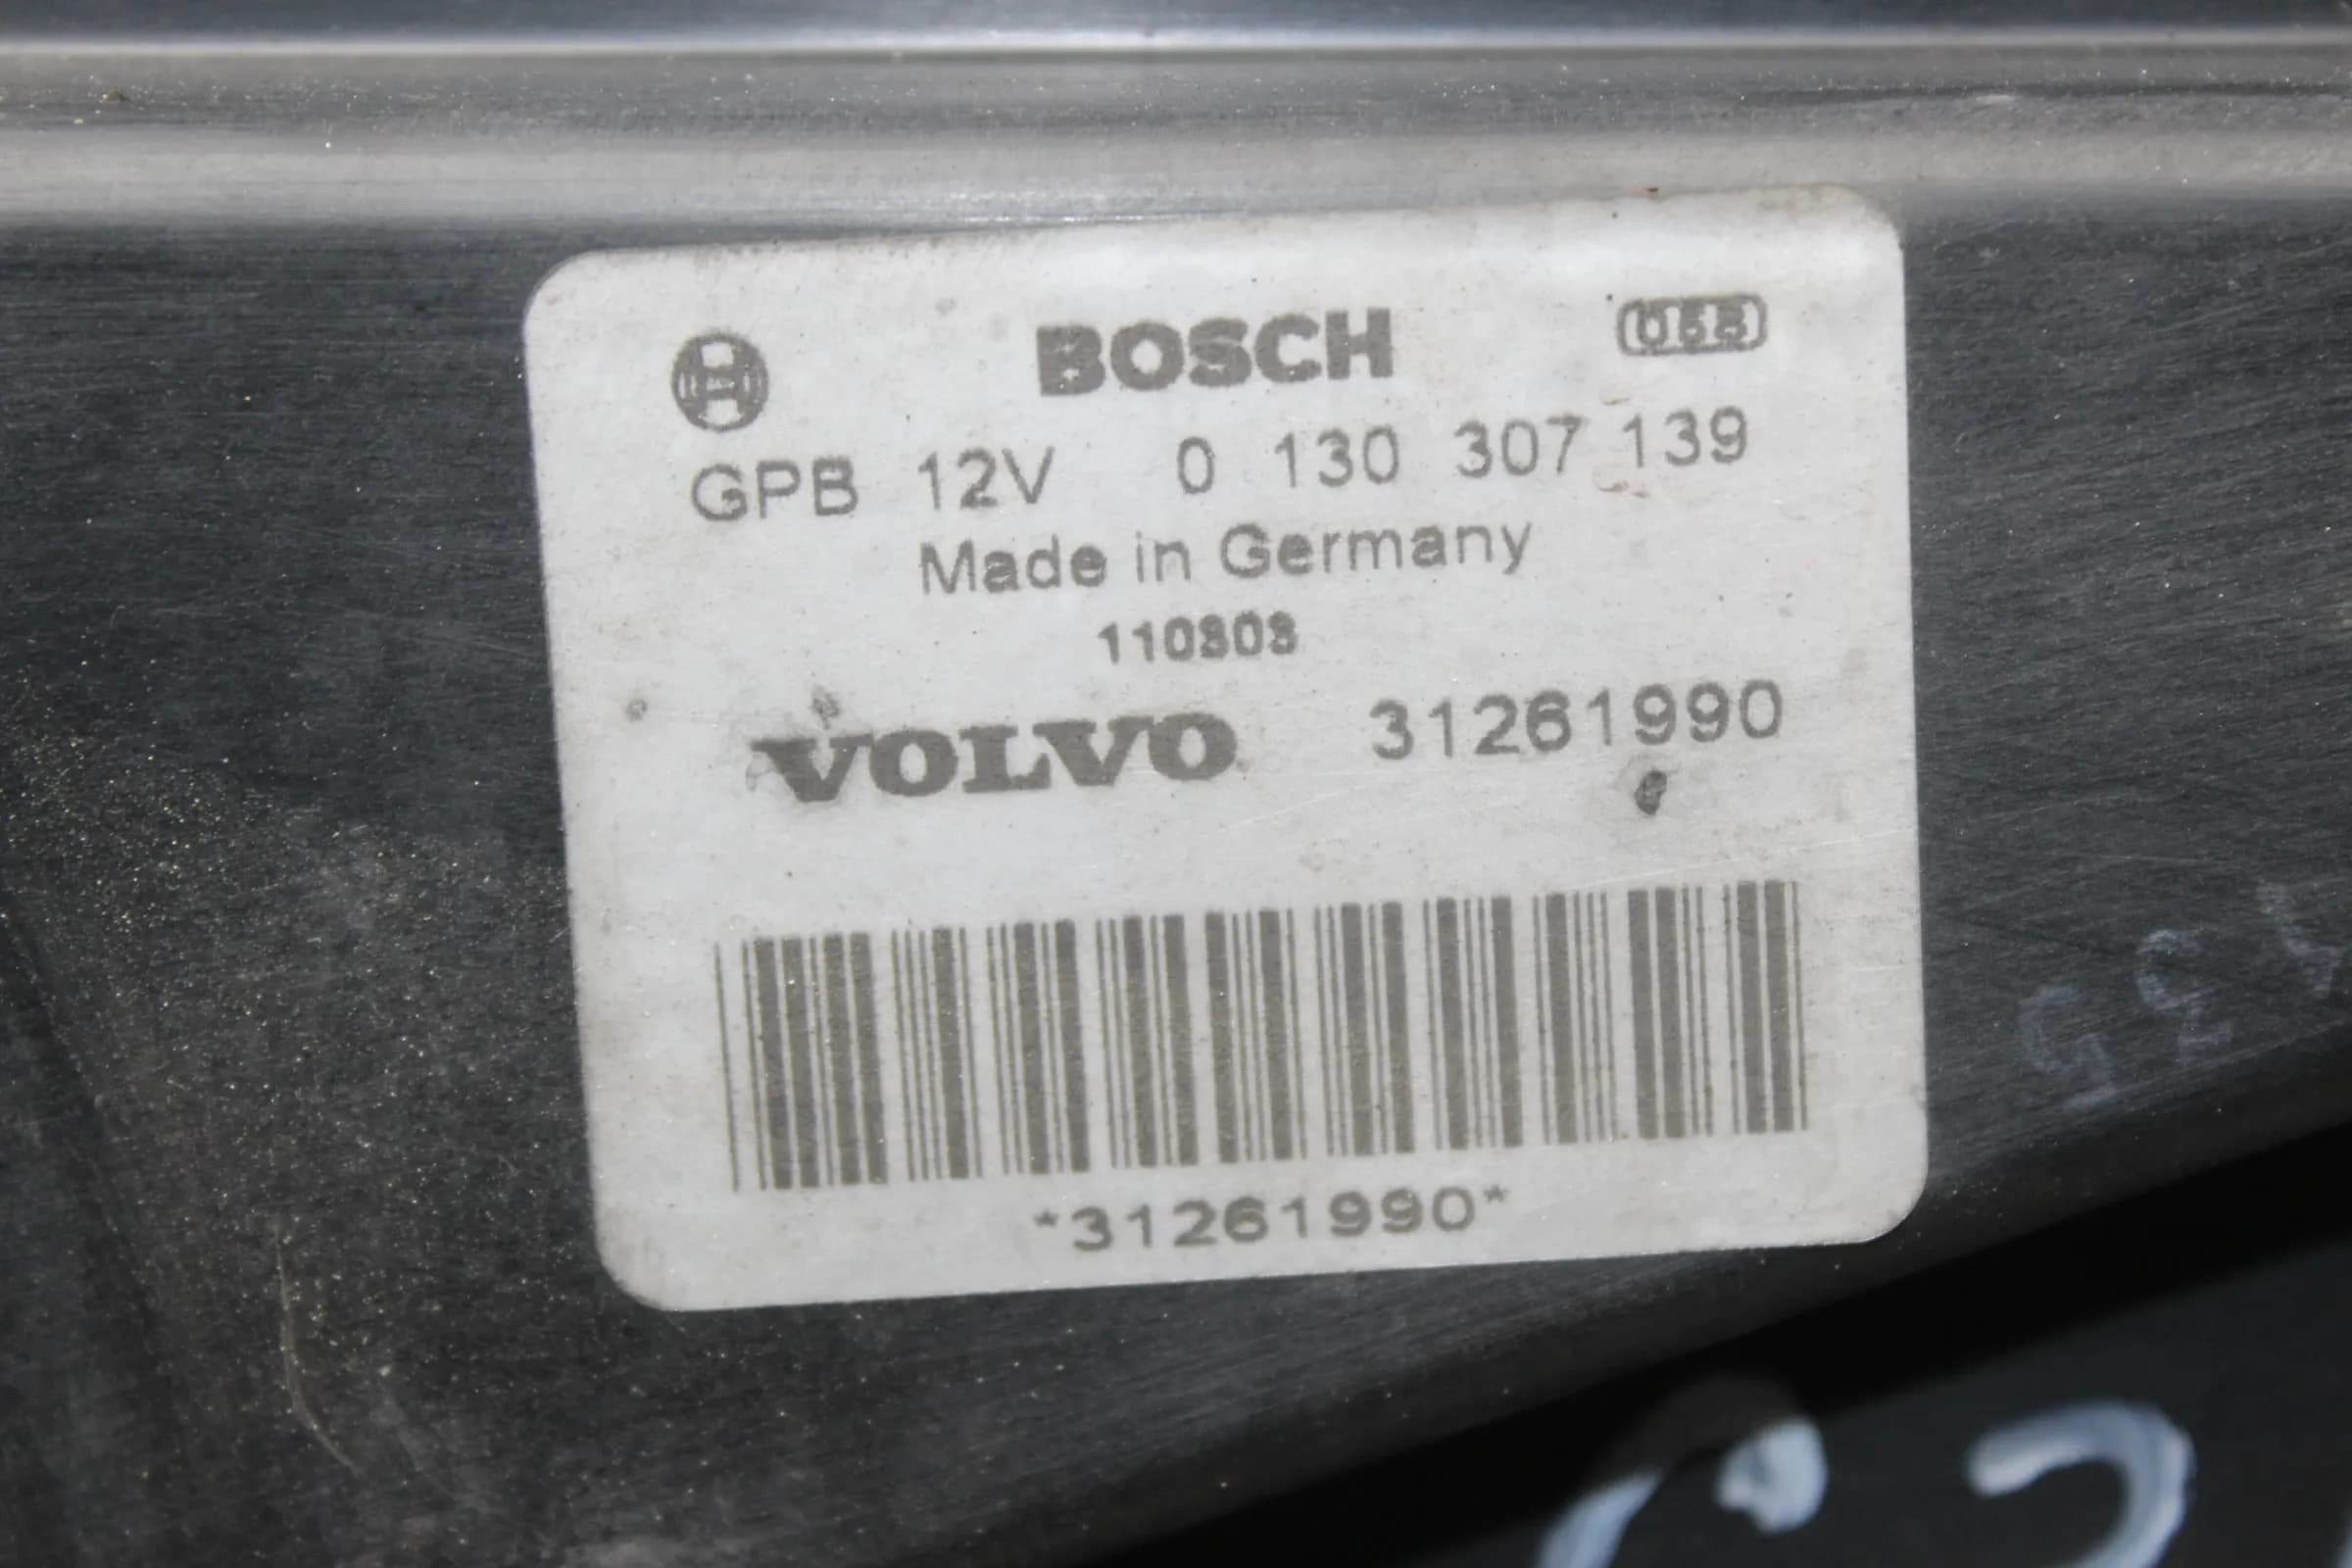 BOSCH
GPB 12V 0 130 307 139
Made in Germany
110808
VOLVO 31261990
*31261990*